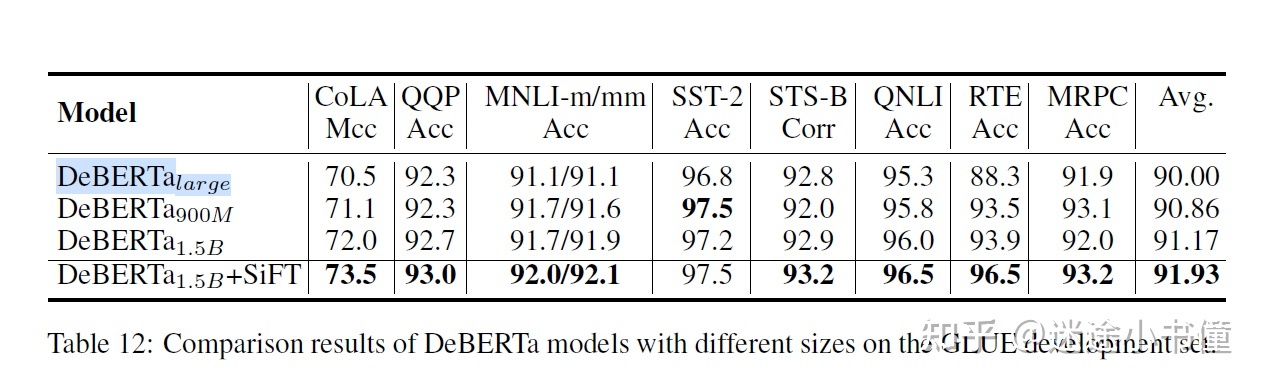 Model CoLA QQP MNLI-m/mm SST-2 STS-B QNLI RTE MRPC Avg.
Mcc Acc Acc Acc Corr Acc Acc Acc
DeBERTa large 70.5 92.3 91.1/91.1 96.8 92.8 95.3 88.3 91.9 90.00
DeBERTa 900M 71.1 92.3 91.7/91.6 97.5 92.0 95.8 93.5 93.1 90.86
DeBERTa 1.5B 72.0 92.7 91.7/91.9 97.2 92.9 96.0 93.9 92.0 91.17
DeBERTa 1.5B+SiFT 73.5 93.0 92.0/92.1 97.5 93.2 96.5 96.5 93.2 91.93
Table 12: Comparison results of DeBERTa models with different sizes on the GLUE development set.
知乎 @迷途小书僮